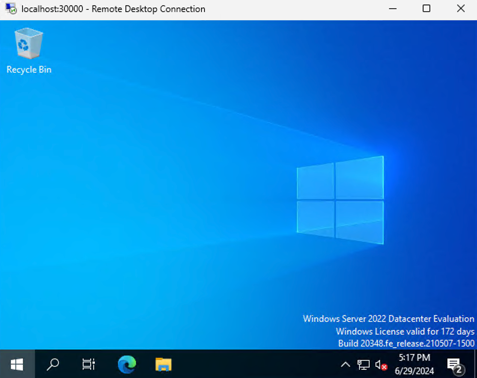 localhost:30000 - Remote Desktop Connection
Recycle Bin
Windows Server 2022 Datacenter Evaluation
Windows License valid for 172 days
Build 20348.fe_release.210507-1500
5:17 PM
6/29/2024
2